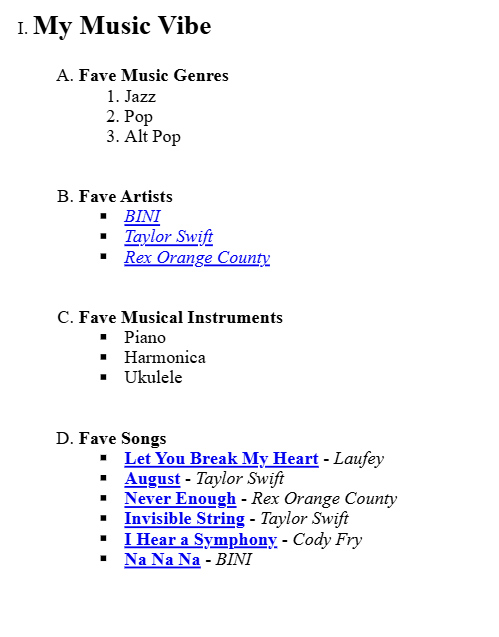 I. My Music Vibe
A. Fave Music Genres
1. Jazz
2. Pop
3. Alt Pop
B. Fave Artists
▪ BINI
▪ Taylor Swift
▪ Rex Orange County
C. Fave Musical Instruments
▪ Piano
▪ Harmonica
▪ Ukulele
D. Fave Songs
▪ Let You Break My Heart - Laufey
▪ August - Taylor Swift
▪ Never Enough - Rex Orange County
▪ Invisible String - Taylor Swift
▪ I Hear a Symphony - Cody Fry
▪ Na Na Na - BINI